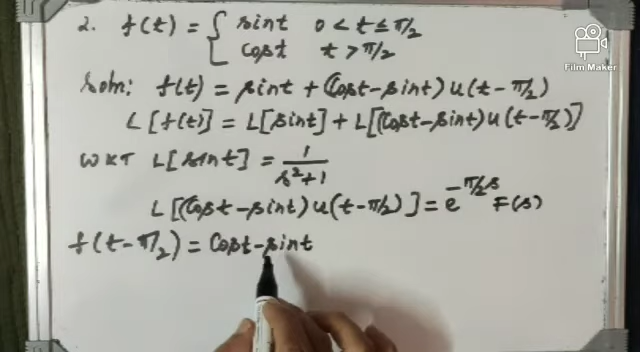 2. f(t) = { sint 0 < t ≤ π/2
cost t > π/2
Soln: f(t) = sint + (cost - sint) u(t - π/2)
L[f(t)] = L[sint] + L[(cost - sint) u(t - π/2)]
WKT L[sint] = 1/(s²+1)
L[(cost - sint) u(t - π/2)] = e^(-π/2 s) F(s)
f(t - π/2) = cost - sint
Film Maker